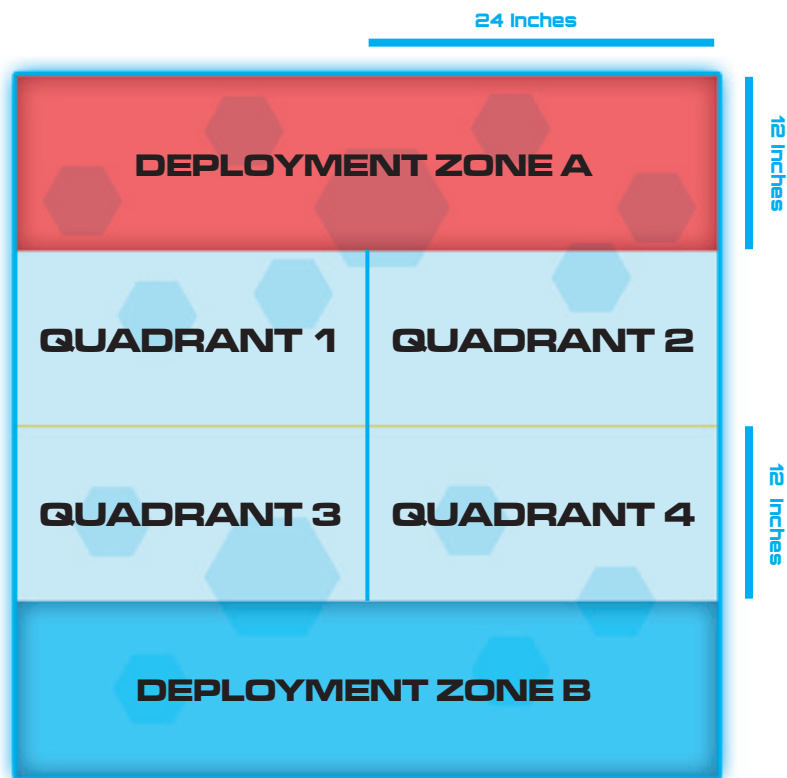 24 Inches
DEPLOYMENT ZONE A
12 Inches
QUADRANT 1
QUADRANT 2
QUADRANT 3
QUADRANT 4
12 Inches
DEPLOYMENT ZONE B